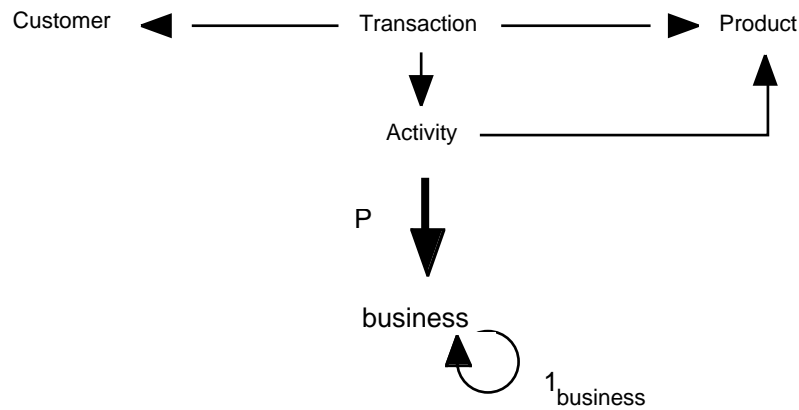 Customer Transaction Product
Activity
P
business
1business